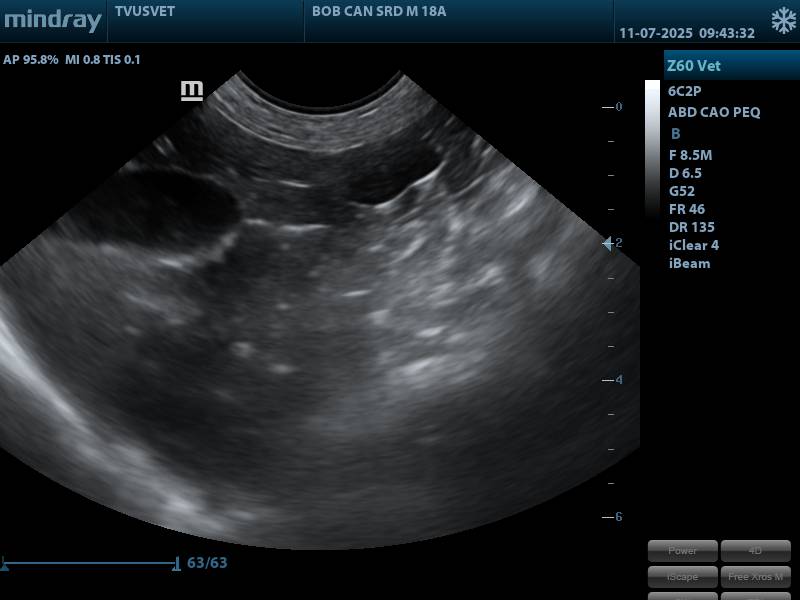 mindray
TVUSVET
BOB CAN SRD M 18A
11-07-2025 09:43:32
AP 95.8% MI 0.8 TIS 0.1
m
Z60 Vet
6C2P
ABD CAO PEQ
B
F 8.5M
D 6.5
G52
FR 46
DR 135
iClear 4
iBeam
0
2
4
6
63/63
Power
4D
iScape
Free Xros M